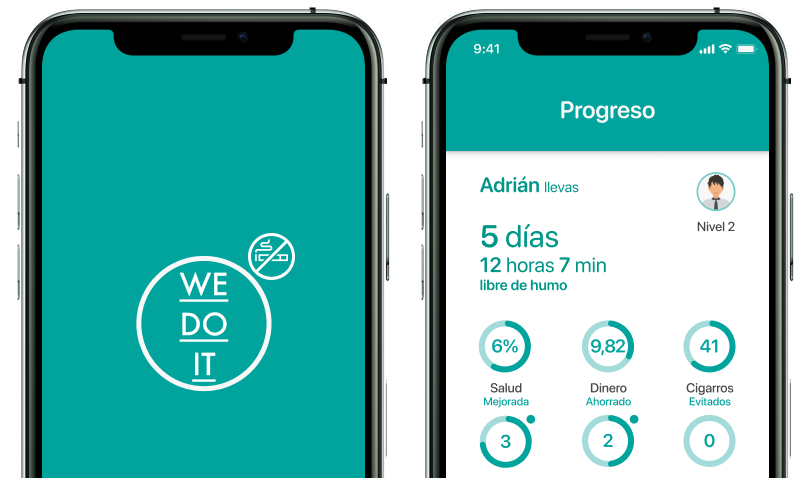 WE
DO
IT
9:41
Progreso
Adrián llevas
Nivel 2
5 días
12 horas 7 min
libre de humo
6% 9,82 41
Salud Dinero Cigarros
Mejorada Ahorrado Evitados
3 2 0